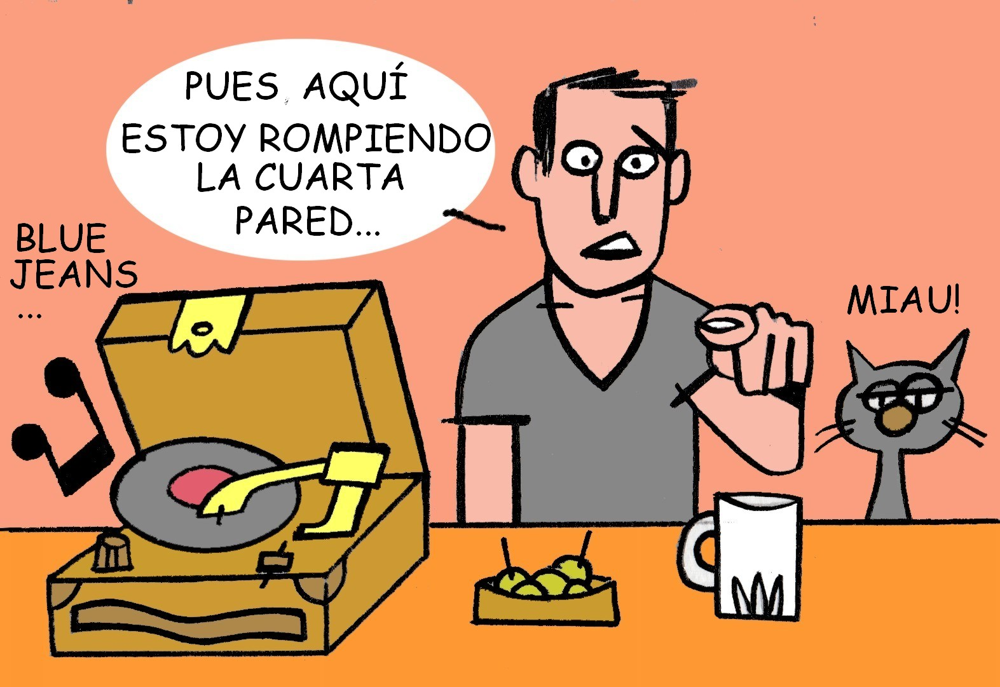 PUES, AQUÍ
ESTOY ROMPIENDO
LA CUARTA
PARED...
BLUE
JEANS
...
MIAU!